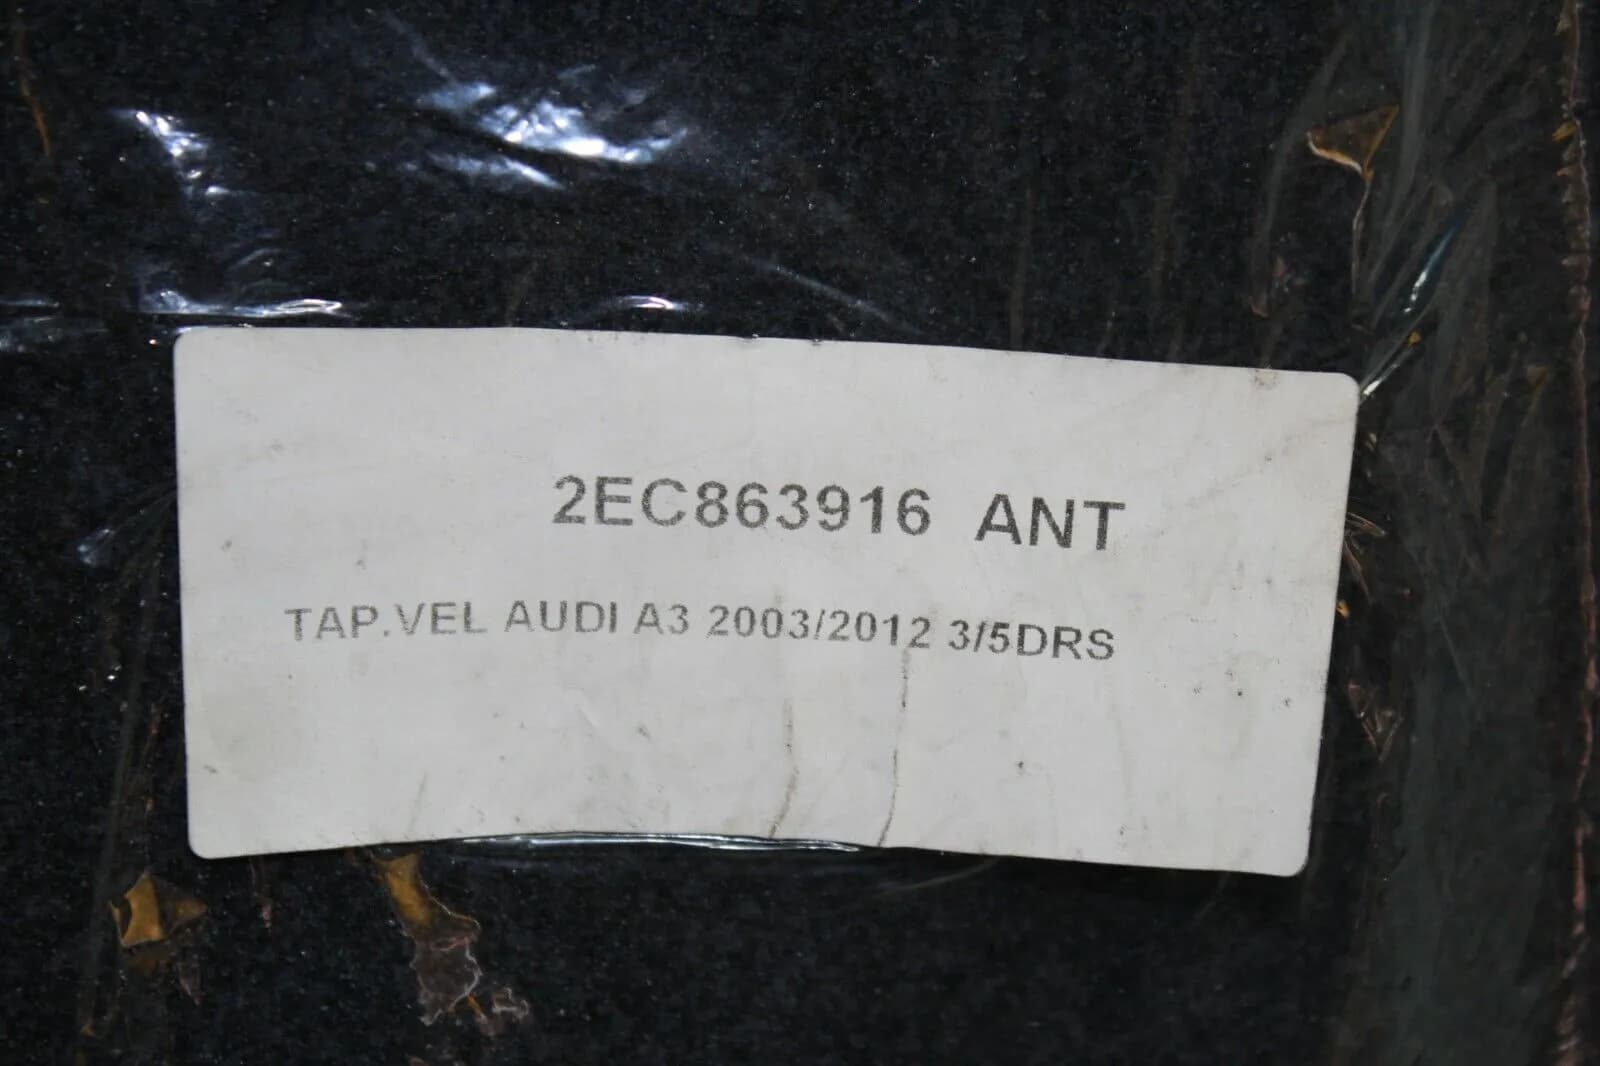 2EC863916 ANT
TAP.VEL AUDI A3 2003/2012 3/5DRS